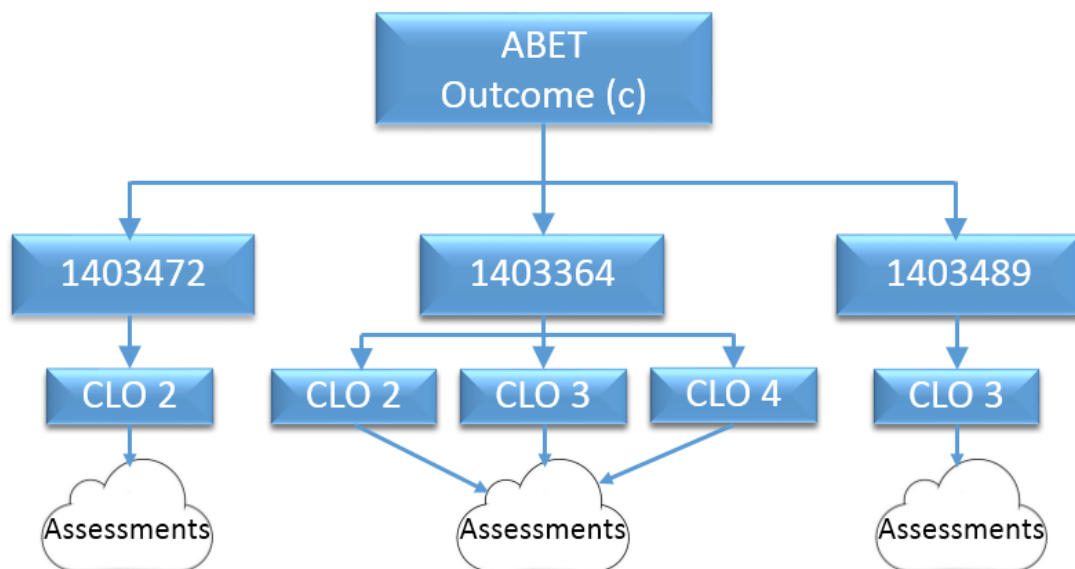 ABET
Outcome (c)
1403472
1403364
1403489
CLO 2
CLO 2
CLO 3
CLO 4
CLO 3
Assessments
Assessments
Assessments